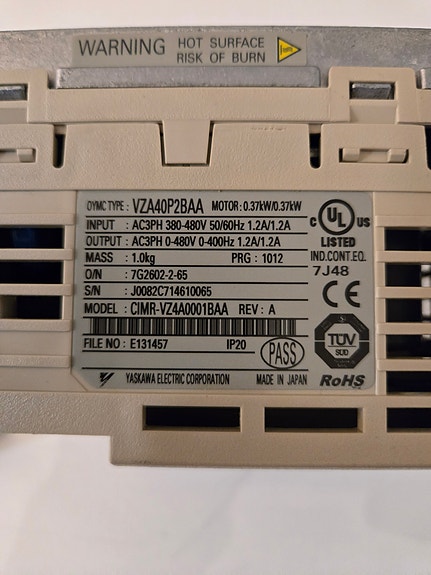 WARNING HOT SURFACE
RISK OF BURN
OYMC TYPE : VZA40P2BAA MOTOR: 0.37kW/0.37kW
INPUT : AC3PH 380-480V 50/60Hz 1.2A/1.2A
OUTPUT : AC3PH 0-480V 0-400Hz 1.2A/1.2A
MASS : 1.0kg PRG : 1012
O/N : 7G2602-2-65
S/N : J0082C714610065
MODEL : CIMR-VZ4A0001BAA REV : A
FILE NO : E131457 IP20
PASS
YASKAWA ELECTRIC CORPORATION MADE IN JAPAN
C UL US
LISTED
IND.CONT.EQ.
7J48
CE
TÜV
SÜD
RoHS